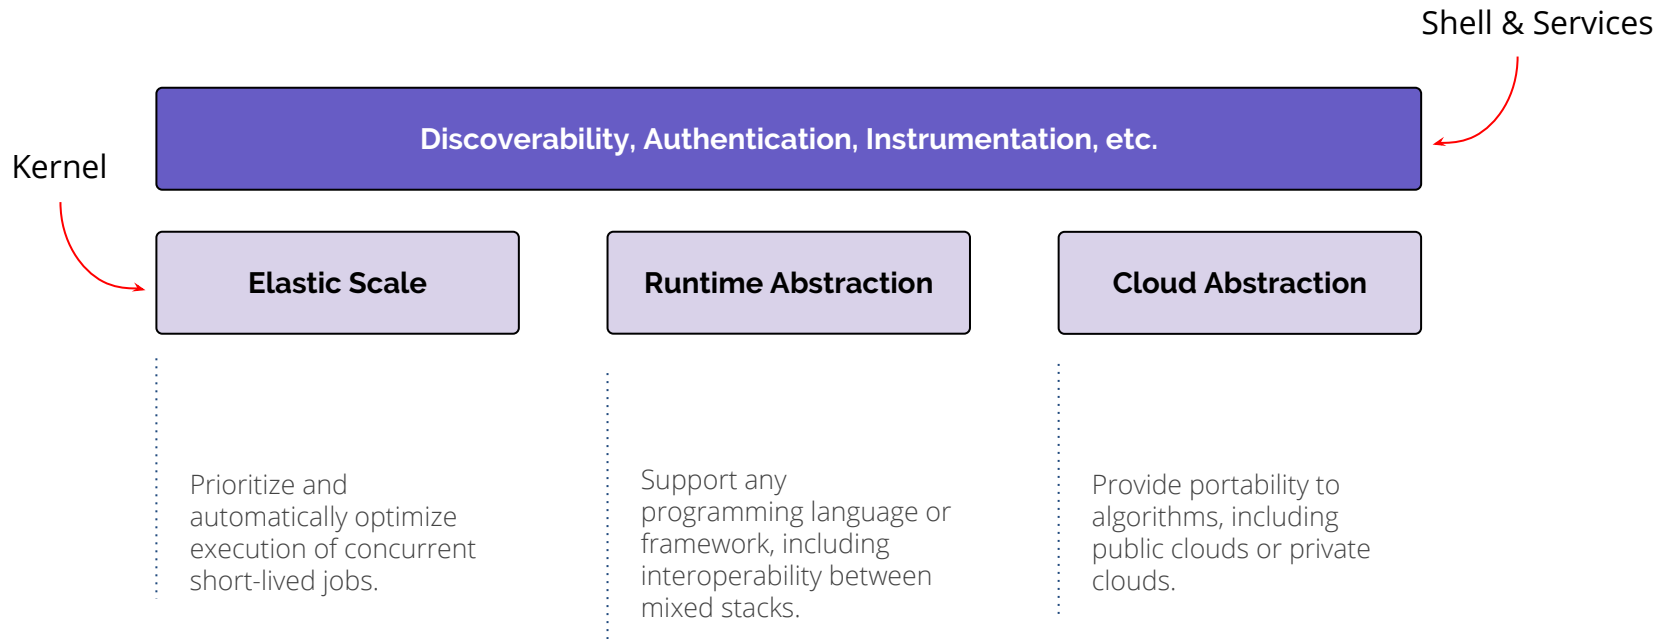 Shell & Services
Discoverability, Authentication, Instrumentation, etc.
Kernel
Elastic Scale
Runtime Abstraction
Cloud Abstraction
Prioritize and
automatically optimize
execution of concurrent
short-lived jobs.
Support any
programming language or
framework, including
interoperability between
mixed stacks.
Provide portability to
algorithms, including
public clouds or private
clouds.